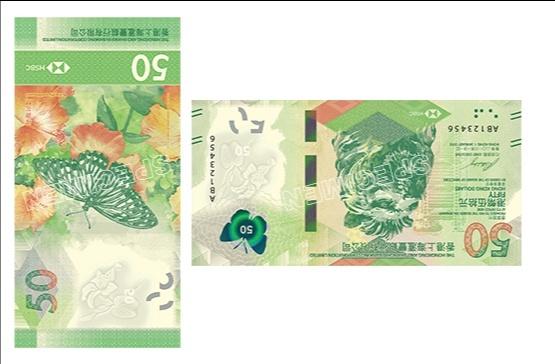 THE HONGKONG AND SHANGHAI BANKING CORPORATION LIMITED
香港上海滙豐銀行有限公司
HSBC
50
SPECIMEN
50
HSBC
AB123456
50
SPECIMEN
AB123456
FIFTY
HONG KONG DOLLARS
港幣伍拾元
50
香港上海滙豐銀行有限公司
THE HONGKONG AND SHANGHAI BANKING CORPORATION LIMITED
50